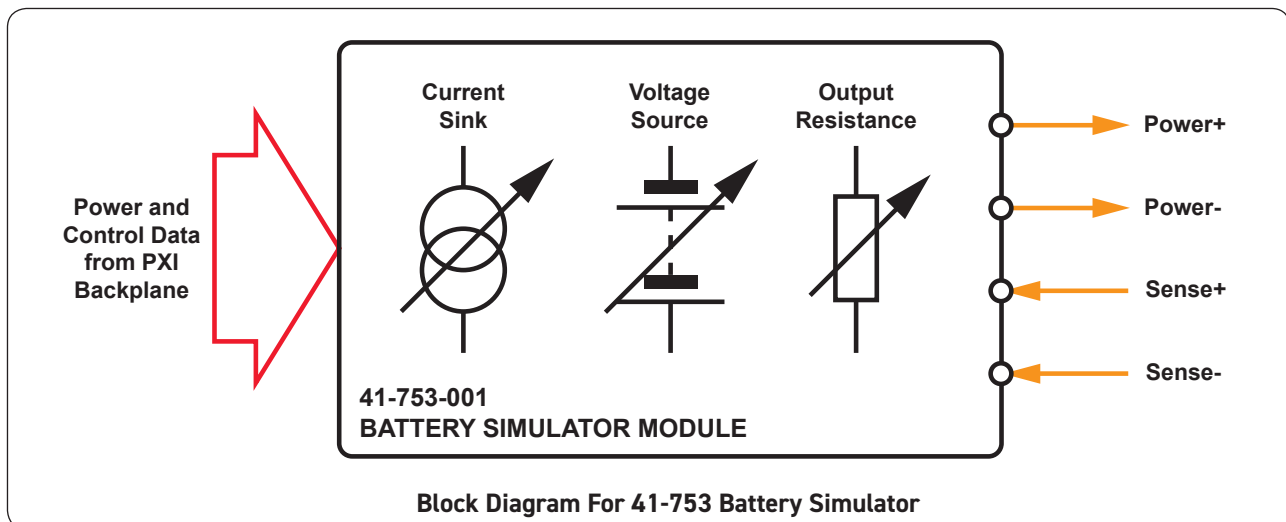 Power and
Control Data
from PXI
Backplane
Current
Sink
Voltage
Source
Output
Resistance
Power+
Power-
Sense+
Sense-
41-753-001
BATTERY SIMULATOR MODULE
Block Diagram For 41-753 Battery Simulator